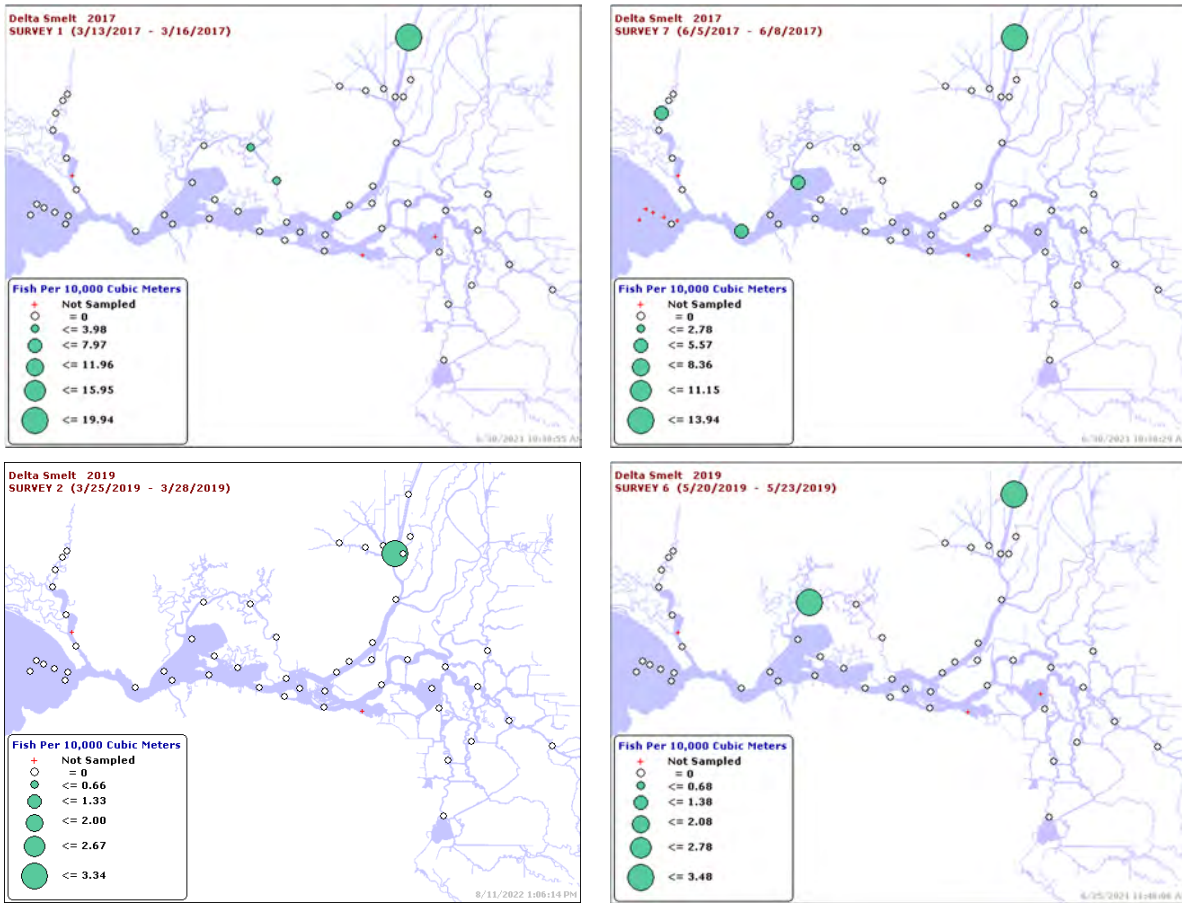 Delta Smelt 2017
SURVEY 1 (3/13/2017 - 3/16/2017)
Fish Per 10,000 Cubic Meters
Not Sampled
= 0
<= 3.98
<= 7.97
<= 11.96
<= 15.95
<= 19.94
Delta Smelt 2017
SURVEY 7 (6/5/2017 - 6/8/2017)
Fish Per 10,000 Cubic Meters
Not Sampled
= 0
<= 2.78
<= 5.57
<= 8.36
<= 11.15
<= 13.94
Delta Smelt 2019
SURVEY 2 (3/25/2019 - 3/28/2019)
Fish Per 10,000 Cubic Meters
Not Sampled
= 0
<= 0.66
<= 1.33
<= 2.00
<= 2.67
<= 3.34
8/11/2022 1:06:14 PM
Delta Smelt 2019
SURVEY 6 (5/20/2019 - 5/23/2019)
Fish Per 10,000 Cubic Meters
Not Sampled
= 0
<= 0.68
<= 1.38
<= 2.08
<= 2.78
<= 3.48